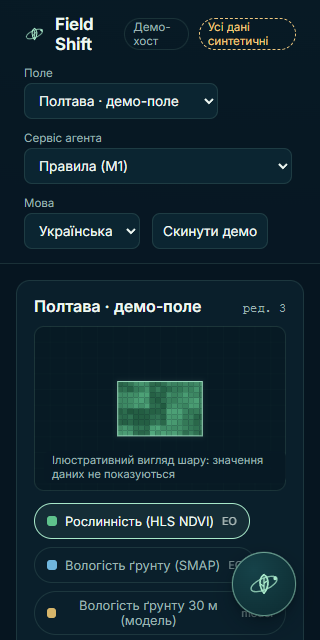 Field
Shift
Демо-
хост
Усі дані
синтетичні
Поле
Полтава · демо-поле
Сервіс агента
Правила (M1)
Мова
Українська
Скинути демо
Полтава · демо-поле
ред. 3
Ілюстративний вигляд шару: значення
даних не показуються
Рослинність (HLS NDVI) EO
Вологість ґрунту (SMAP)
Вологість ґрунту 30 м
(модель)